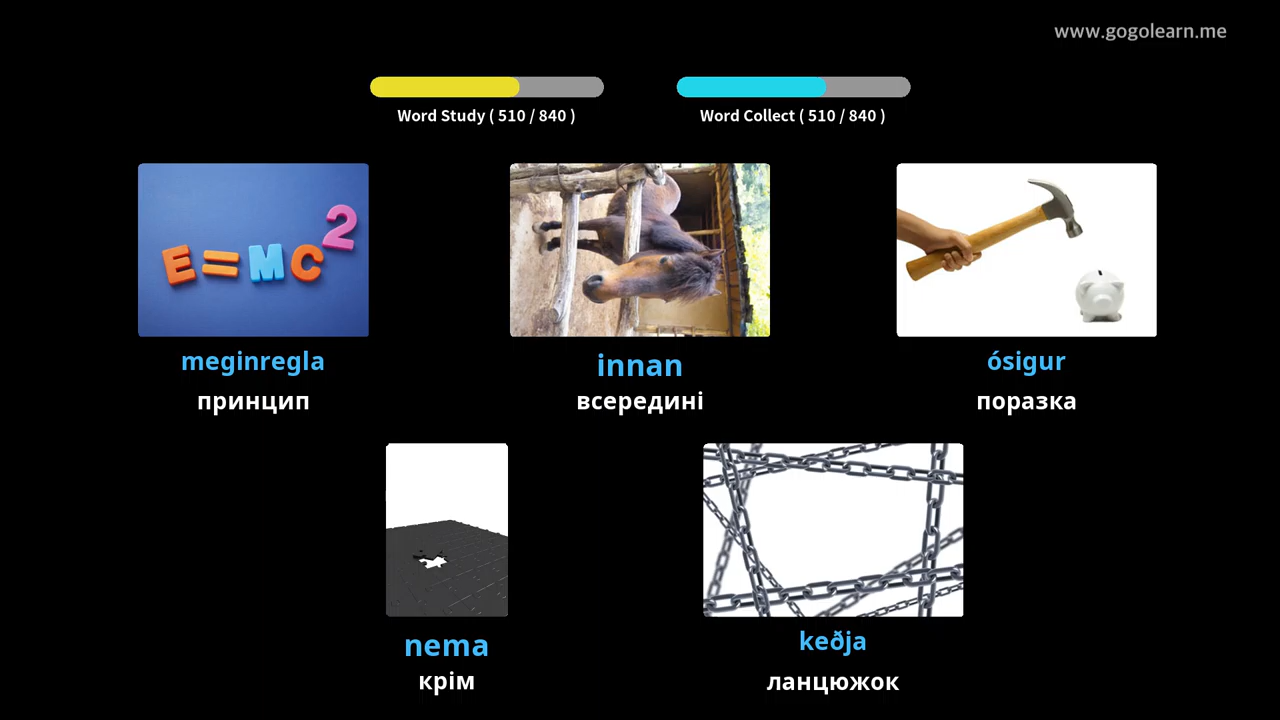 www.gogolearn.me
Word Study ( 510 / 840 )
Word Collect ( 510 / 840 )
E=MC2
meginregla
принцип
innan
всередині
ósigur
поразка
nema
крім
keðja
ланцюжок